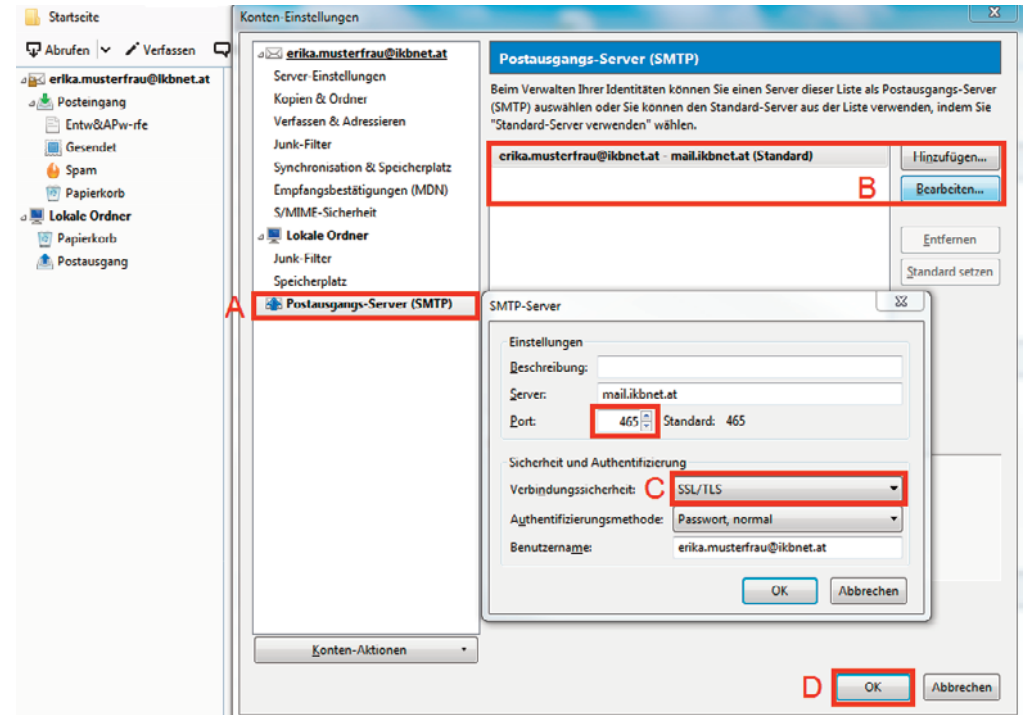 Startseite
Abrufen
Verfassen
erika.musterfrau@ikbnet.at
Posteingang
Entw&APw-rfe
Gesendet
Spam
Papierkorb
Lokale Ordner
Papierkorb
Postausgang
Konten-Einstellungen
erika.musterfrau@ikbnet.at
Server-Einstellungen
Kopien & Ordner
Verfassen & Adressieren
Junk-Filter
Synchronisation & Speicherplatz
Empfangsbestätigungen (MDN)
S/MIME-Sicherheit
Lokale Ordner
Junk-Filter
Speicherplatz
A
Postausgangs-Server (SMTP)
Konten-Aktionen
Postausgangs-Server (SMTP)
Beim Verwalten Ihrer Identitäten können Sie einen Server dieser Liste als Postausgangs-Server
(SMTP) auswählen oder Sie können den Standard-Server aus der Liste verwenden, indem Sie
"Standard-Server verwenden" wählen.
erika.musterfrau@ikbnet.at - mail.ikbnet.at (Standard)
B
Hinzufügen...
Bearbeiten...
Entfernen
Standard setzen
SMTP-Server
Einstellungen
Beschreibung:
Server: mail.ikbnet.at
Port: 465 Standard: 465
Sicherheit und Authentifizierung
Verbindungssicherheit: C SSL/TLS
Authentifizierungsmethode: Passwort, normal
Benutzername: erika.musterfrau@ikbnet.at
OK Abbrechen
D OK Abbrechen